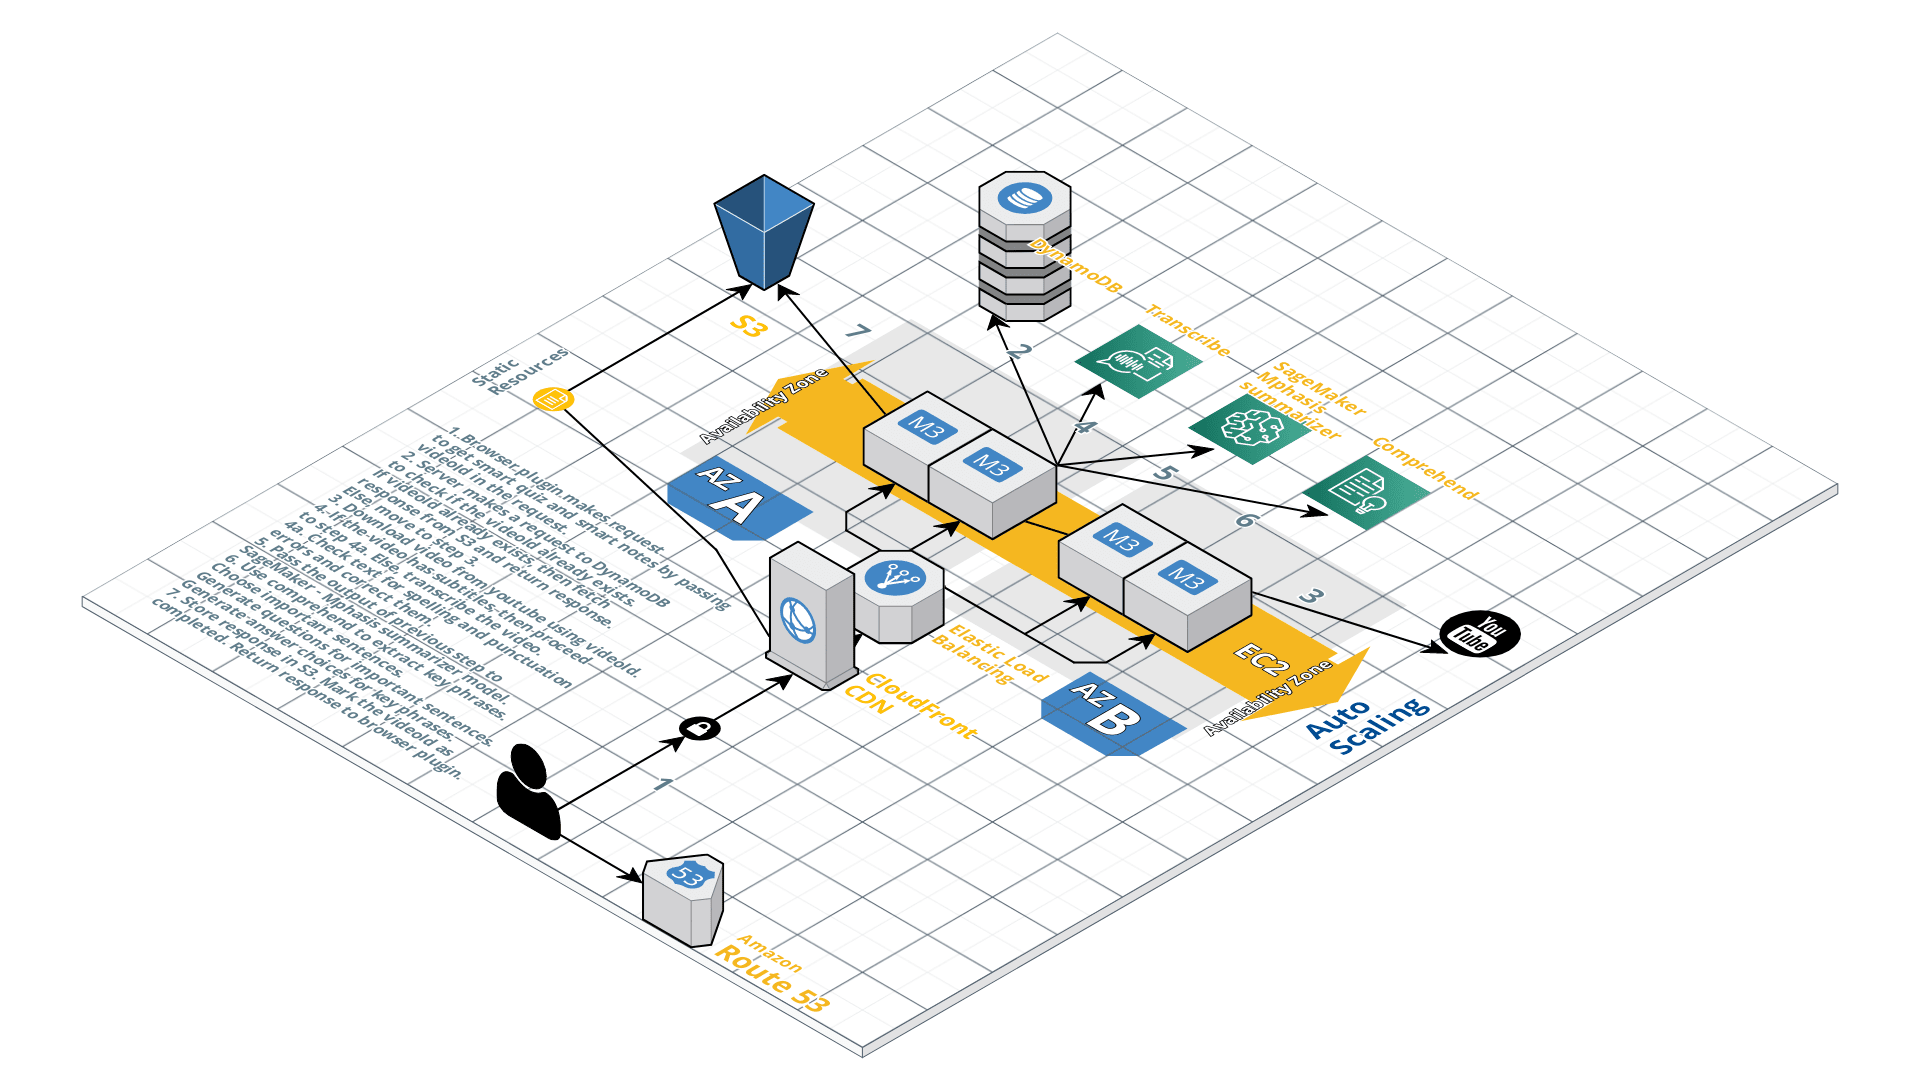 S3
7
DynamoDB
2
Transcribe
Static
Resources
Availability Zone
M3
M3
4
SageMaker
Mphasis
summarizer
5
Comprehend
6
AZ A
1.Browser plugin makes request
to get smart quiz and smart notes by passing
videoid in the request.
2. Server makes a request to DynamoDB
to check if the videoid already exists.
If videoid already exists, then fetch
response from S3 and return response.
Else move to step 3.
3. Download video from youtube using videoid.
4. If the video has subtitles then proceed
to step 4a. Else, transcribe the video.
4a. Check text for spelling and punctuation
errors and correct them.
5. Pass the output of previous step to
SageMaker - Mphasis summarizer model.
6. Use comprehend to extract key phrases.
Choose important sentences.
Generate questions for important sentences.
Generate answer choices for key phrases.
7. Store response in S3. Mark the videoId as
completed. Return response to browser plugin.
M3
M3
3
You
Tube
Elastic Load
Balancing
EC2
Availability Zone
Auto
Scaling
AZ B
CloudFront
CDN
1
53
Amazon
Route 53